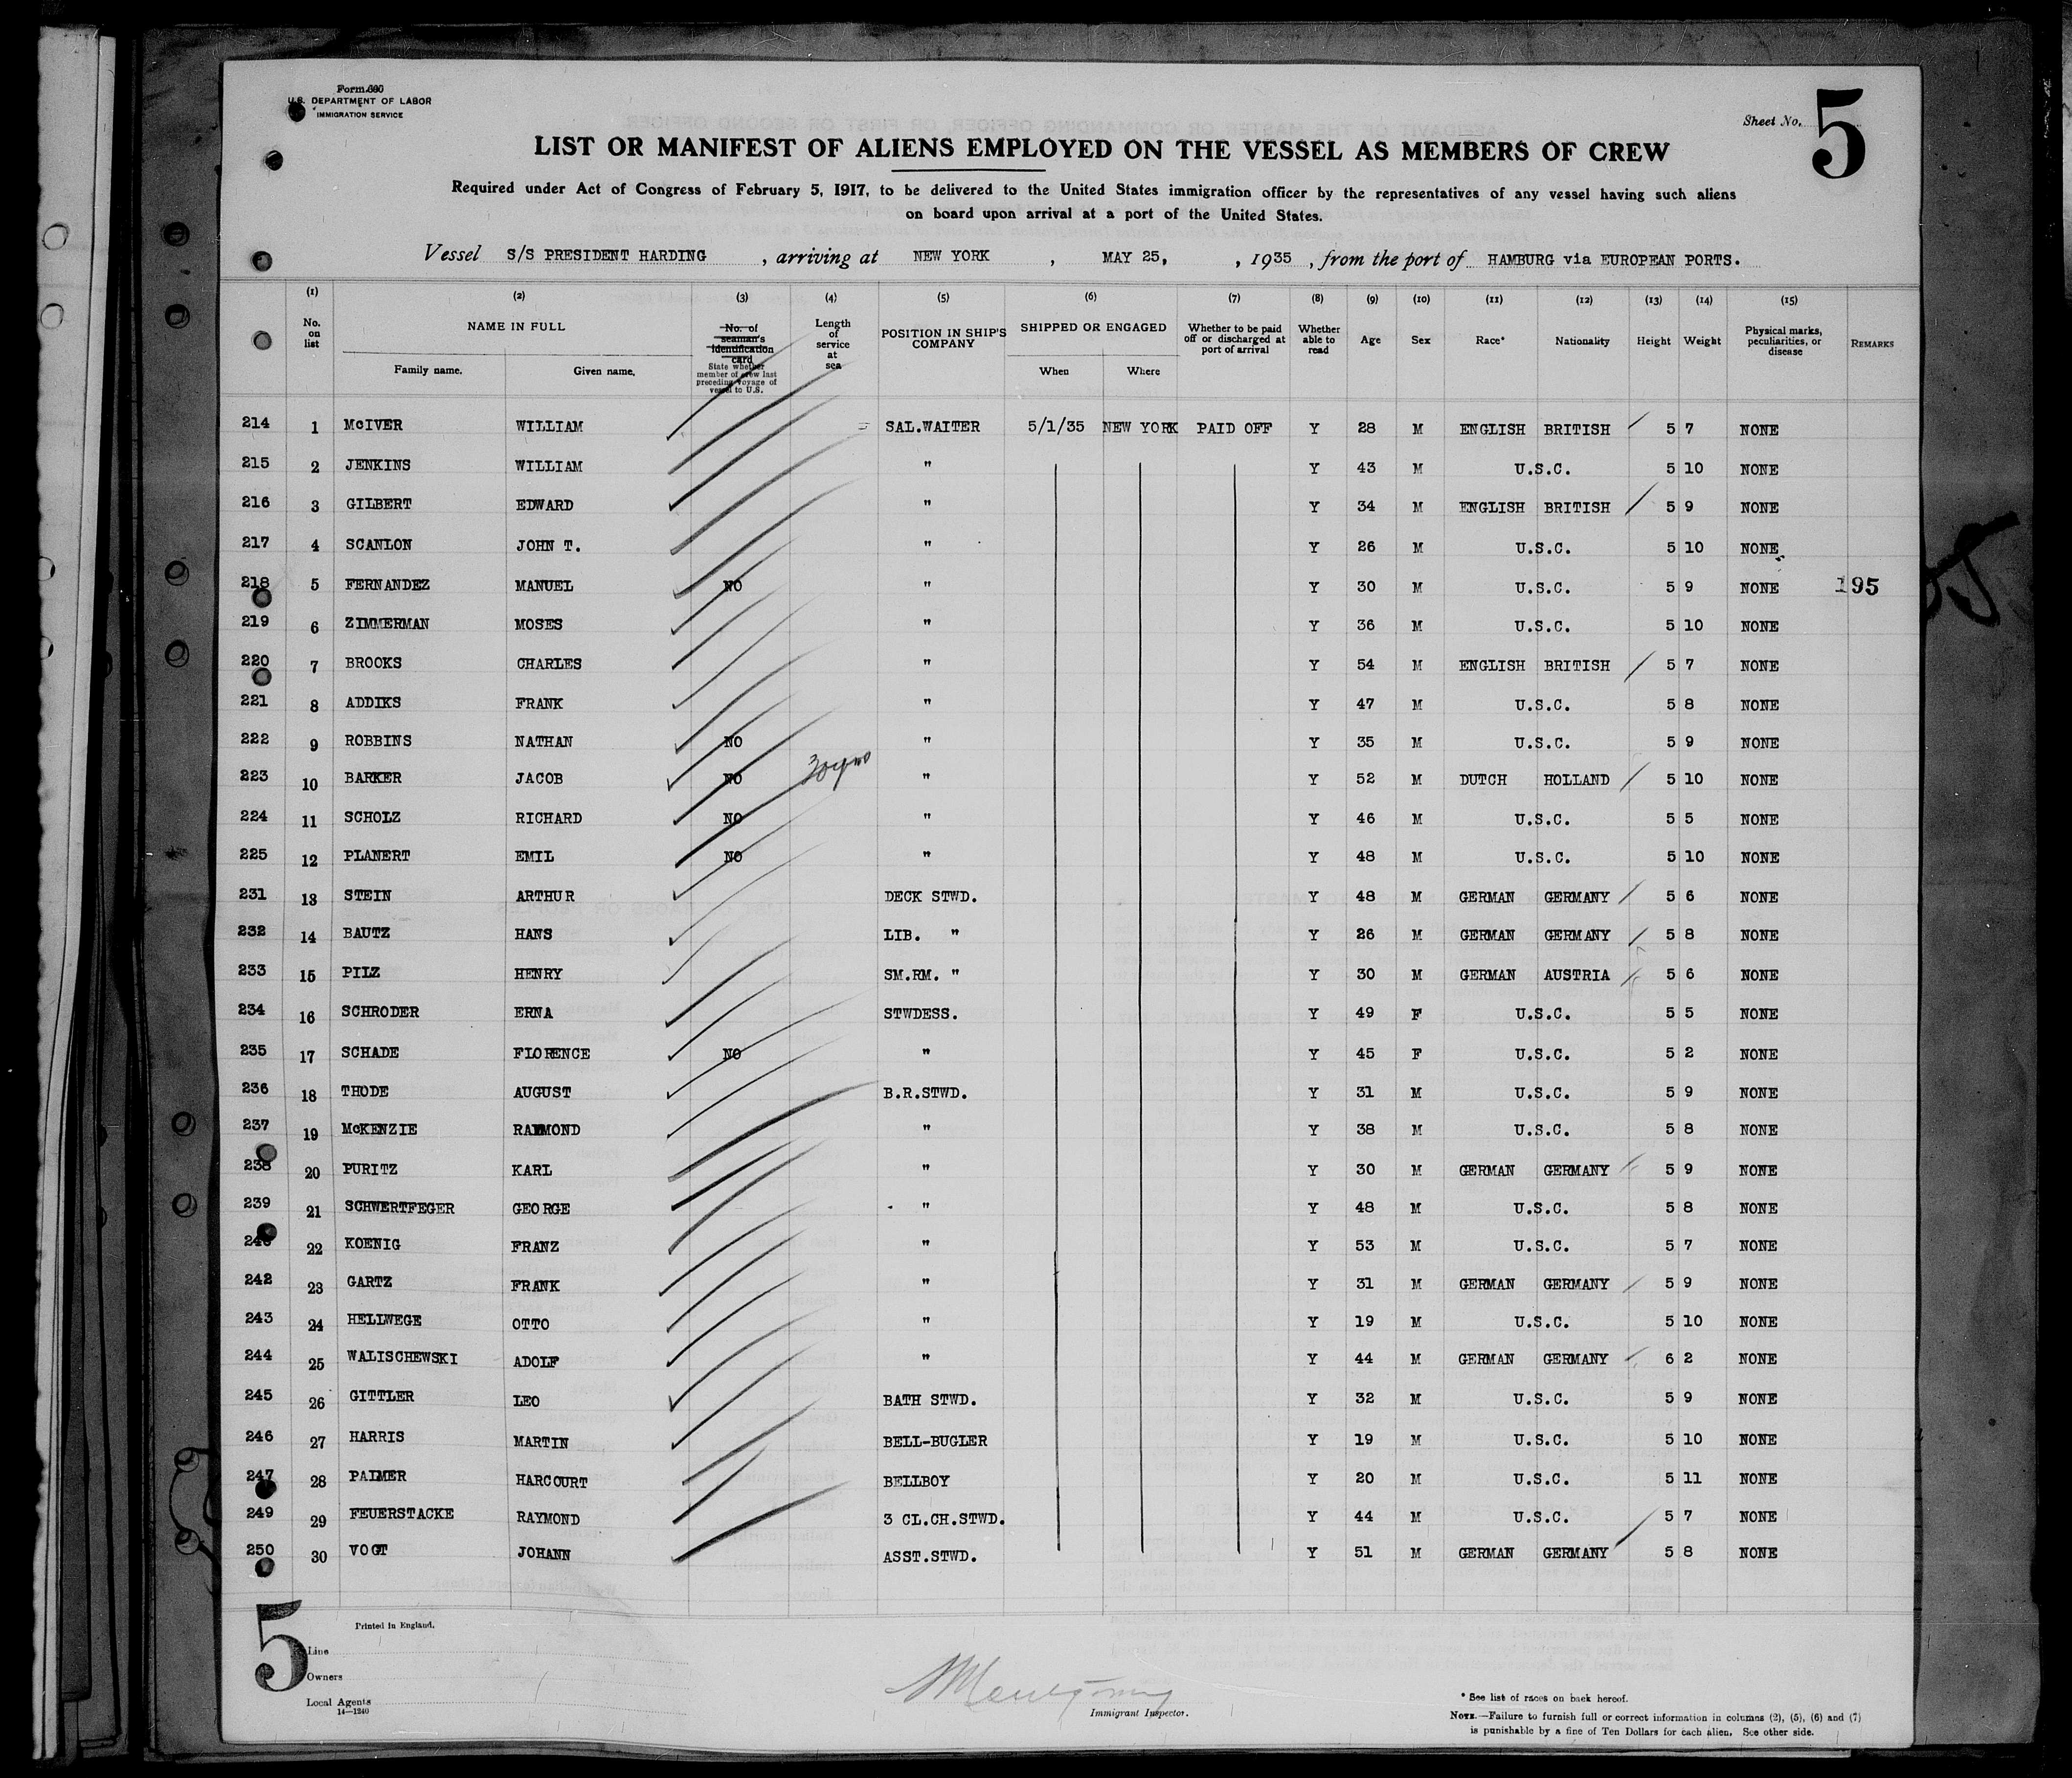 Form 680
U.S. DEPARTMENT OF LABOR
IMMIGRATION SERVICE
Sheet No. 5
LIST OR MANIFEST OF ALIENS EMPLOYED ON THE VESSEL AS MEMBERS OF CREW
Required under Act of Congress of February 5, 1917, to be delivered to the United States immigration officer by the representatives of any vessel having such aliens
on board upon arrival at a port of the United States.
Vessel S/S PRESIDENT HARDING , arriving at NEW YORK , MAY 25, , 1935 , from the port of HAMBURG via EUROPEAN PORTS.
(1) (2) (3) (4) (5) (6) (7) (8) (9) (10) (11) (12) (13) (14) (15)
No. on list NAME IN FULL Family name. Given name. No. of seaman's identification card State whether member of crew last preceding voyage of vessel to U.S. Length of service at sea POSITION IN SHIP'S COMPANY SHIPPED OR ENGAGED When Where Whether to be paid off or discharged at port of arrival Whether able to read Age Sex Race* Nationality Height Weight Physical marks, peculiarities, or disease REMARKS
214 1 McIVER WILLIAM SAL.WAITER 5/1/35 NEW YORK PAID OFF Y 28 M ENGLISH BRITISH 5 7 NONE
215 2 JENKINS WILLIAM " Y 43 M U.S.C. 5 10 NONE
216 3 GILBERT EDWARD " Y 34 M ENGLISH BRITISH 5 9 NONE
217 4 SCANLON JOHN T. " Y 26 M U.S.C. 5 10 NONE
218 5 FERNANDEZ MANUEL NO " Y 30 M U.S.C. 5 9 NONE 195
219 6 ZIMMERMAN MOSES " Y 36 M U.S.C. 5 10 NONE
220 7 BROOKS CHARLES " Y 54 M ENGLISH BRITISH 5 7 NONE
221 8 ADDIKS FRANK " Y 47 M U.S.C. 5 8 NONE
222 9 ROBBINS NATHAN NO " Y 35 M U.S.C. 5 9 NONE
223 10 BARKER JACOB NO 30yrs " Y 52 M DUTCH HOLLAND 5 10 NONE
224 11 SCHOLZ RICHARD NO " Y 46 M U.S.C. 5 5 NONE
225 12 PLANERT EMIL NO " Y 48 M U.S.C. 5 10 NONE
231 13 STEIN ARTHUR DECK STWD. Y 48 M GERMAN GERMANY 5 6 NONE
232 14 BAUTZ HANS LIB. " Y 26 M GERMAN GERMANY 5 8 NONE
233 15 PILZ HENRY SM.RM. " Y 30 M GERMAN AUSTRIA 5 6 NONE
234 16 SCHRODER ERNA STWDESS. Y 49 F U.S.C. 5 5 NONE
235 17 SCHADE FLORENCE NO " Y 45 F U.S.C. 5 2 NONE
236 18 THODE AUGUST B.R.STWD. Y 31 M U.S.C. 5 9 NONE
237 19 McKENZIE RAYMOND " Y 38 M U.S.C. 5 8 NONE
238 20 PURITZ KARL " Y 30 M GERMAN GERMANY 5 9 NONE
239 21 SCHWERTFEGER GEORGE " Y 48 M U.S.C. 5 8 NONE
240 22 KOENIG FRANZ " Y 53 M U.S.C. 5 7 NONE
242 23 GARTZ FRANK " Y 31 M GERMAN GERMANY 5 9 NONE
243 24 HELLWEGE OTTO " Y 19 M U.S.C. 5 10 NONE
244 25 WALISCHEWSKI ADOLF " Y 44 M GERMAN GERMANY 6 2 NONE
245 26 GITTLER LEO BATH STWD. Y 32 M U.S.C. 5 9 NONE
246 27 HARRIS MARTIN BELL-BUGLER Y 19 M U.S.C. 5 10 NONE
247 28 PALMER HARCOURT BELLBOY Y 20 M U.S.C. 5 11 NONE
249 29 FEUERSTACKE RAYMOND 3 CL.CH.STWD. Y 44 M U.S.C. 5 7 NONE
250 30 VOGT JOHANN ASST.STWD. Y 51 M GERMAN GERMANY 5 8 NONE
5
Printed in England.
Line
Owners
Local Agents
14—1240
Montgomery
Immigrant Inspector.
* See list of races on back hereof.
NOTE.—Failure to furnish full or correct information in columns (2), (5), (6) and (7)
is punishable by a fine of Ten Dollars for each alien. See other side.